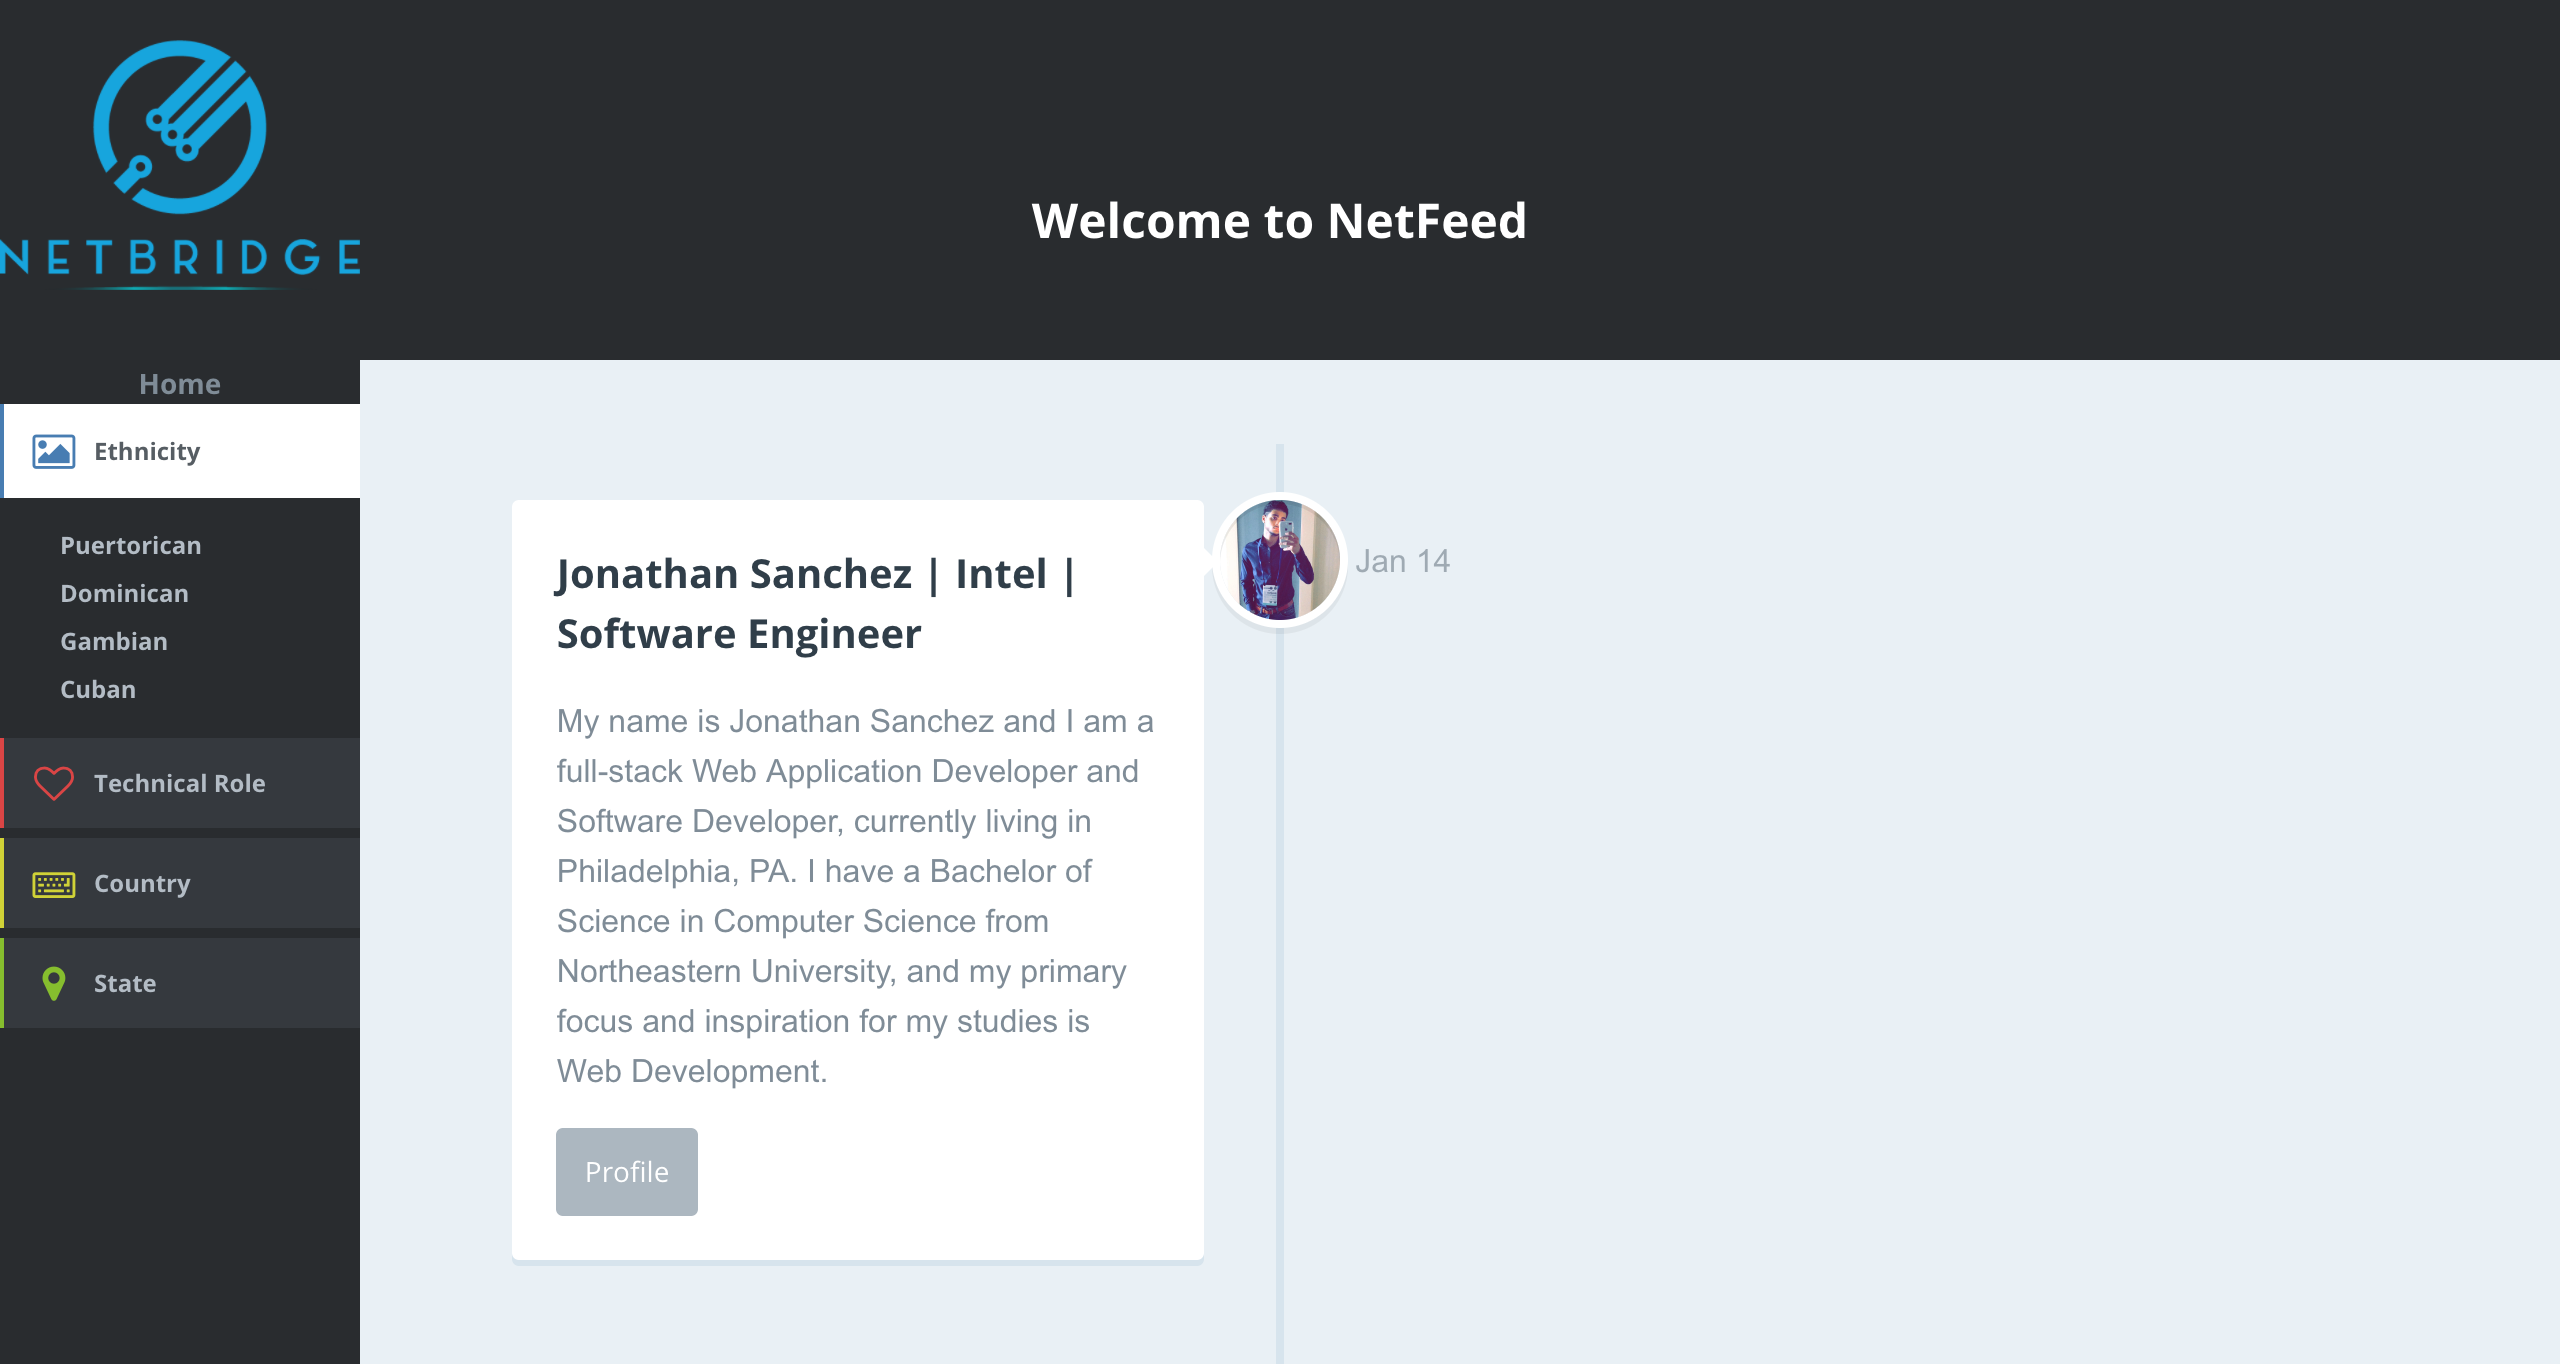 NETBRIDGE
Welcome to NetFeed
Home
Ethnicity
Puertorican
Dominican
Gambian
Cuban
Technical Role
Country
State
Jonathan Sanchez | Intel |
Software Engineer
My name is Jonathan Sanchez and I am a
full-stack Web Application Developer and
Software Developer, currently living in
Philadelphia, PA. I have a Bachelor of
Science in Computer Science from
Northeastern University, and my primary
focus and inspiration for my studies is
Web Development.
Profile
Jan 14